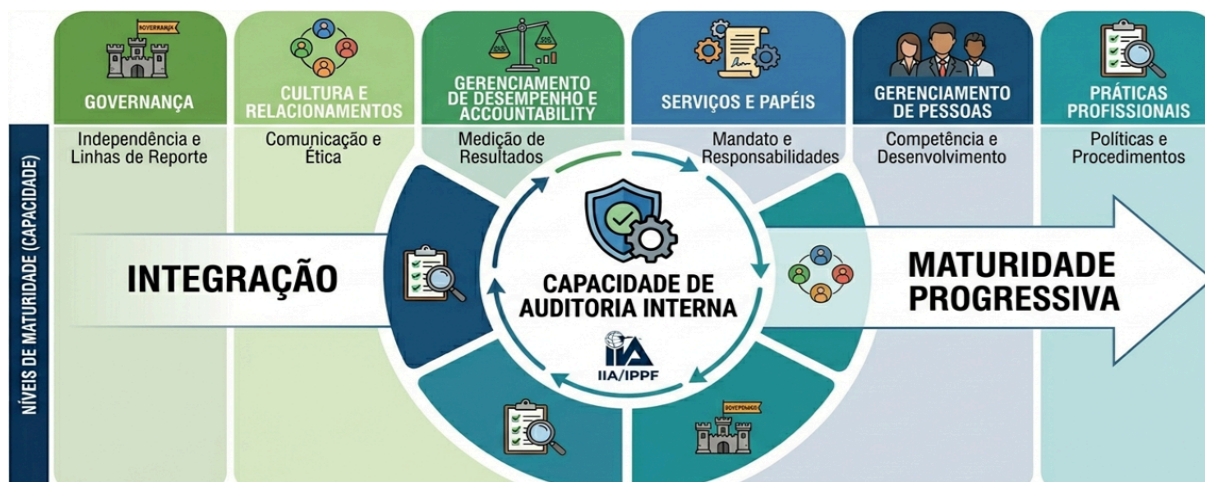 GOVERNANÇA
GOVERNANÇA
Independência e
Linhas de Reporte
CULTURA E
RELACIONAMENTOS
Comunicação e
Ética
GERENCIAMENTO
DE DESEMPENHO E
ACCOUNTABILITY
Medição de
Resultados
SERVIÇOS E PAPÉIS
Mandato e
Responsabilidades
GERENCIAMENTO
DE PESSOAS
Competência e
Desenvolvimento
PRÁTICAS
PROFISSIONAIS
Políticas e
Procedimentos
NÍVEIS DE MATURIDADE (CAPACIDADE)
INTEGRAÇÃO
CAPACIDADE DE
AUDITORIA INTERNA
IIA
IIA/IPPF
MATURIDADE
PROGRESSIVA